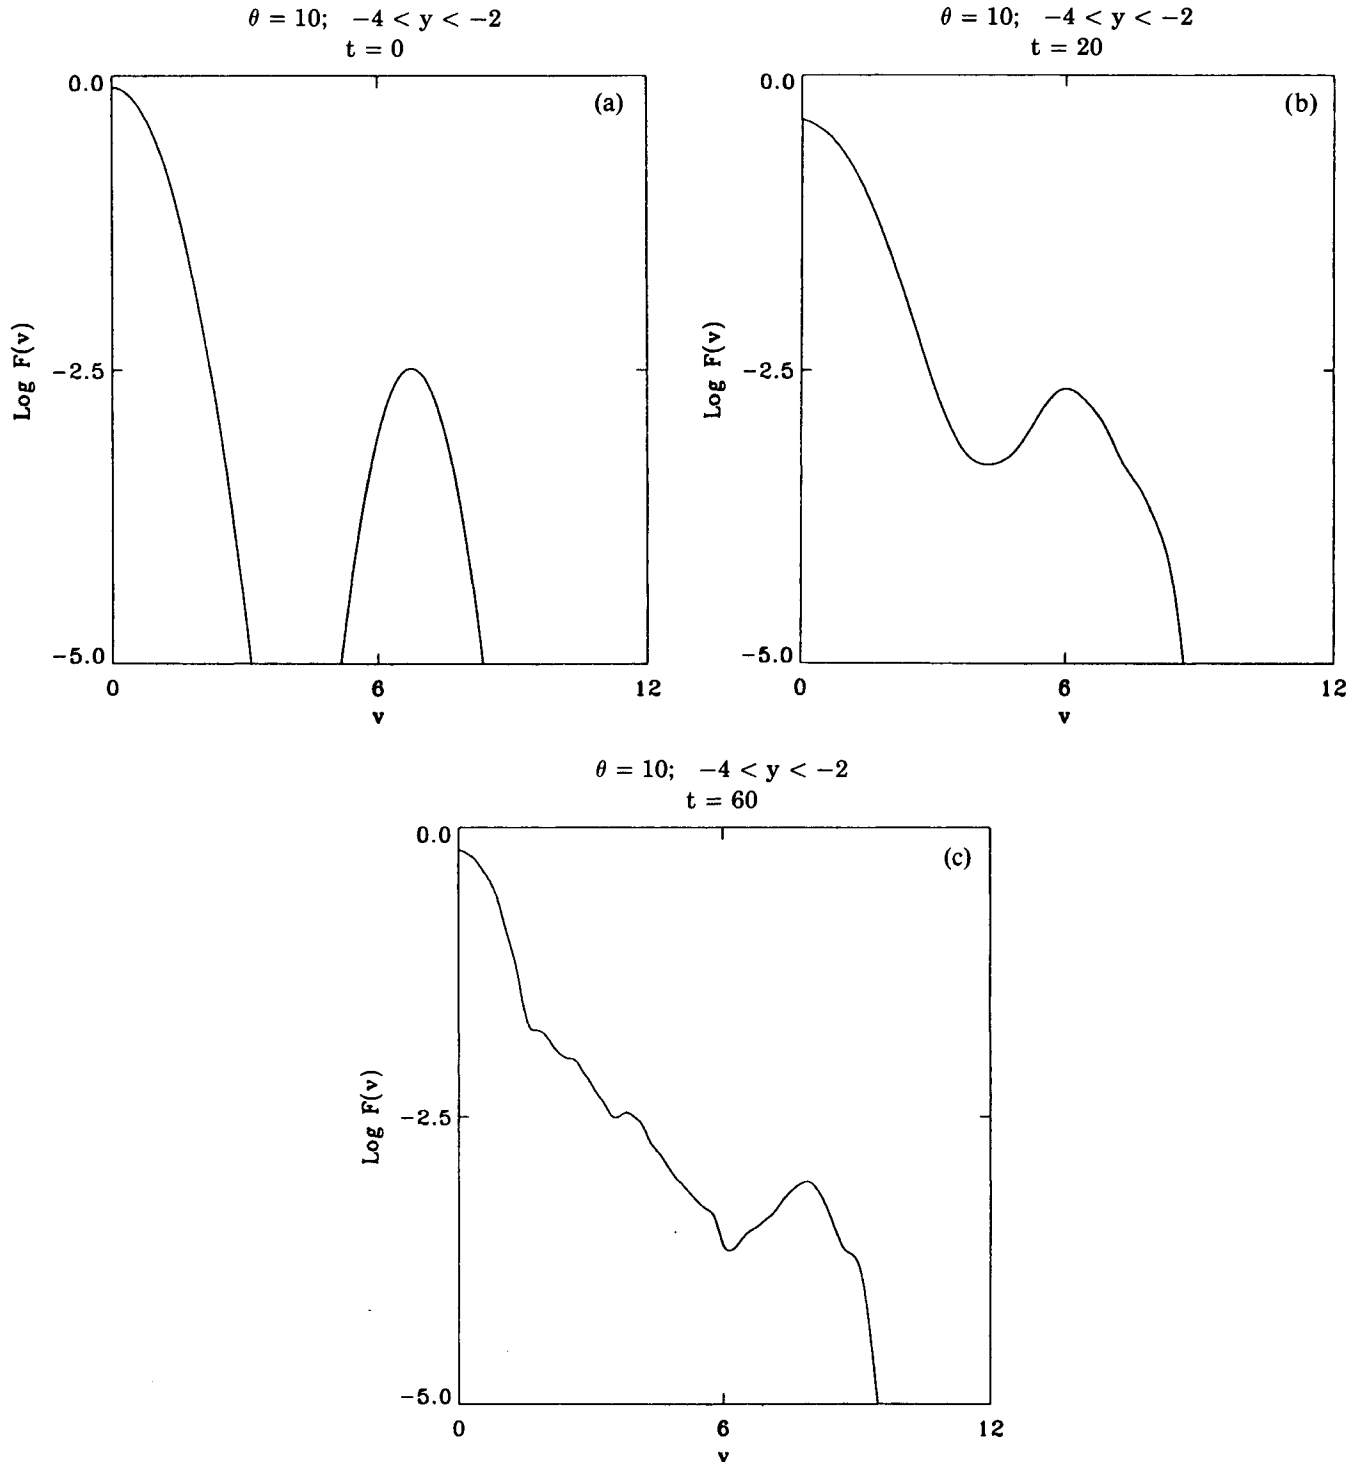 θ = 10; −4 < y < −2
t = 0
(a)
0.0
−2.5
−5.0
Log F(v)
0
6
12
v
θ = 10; −4 < y < −2
t = 20
(b)
0.0
−2.5
−5.0
Log F(v)
0
6
12
v
θ = 10; −4 < y < −2
t = 60
(c)
0.0
−2.5
−5.0
Log F(v)
0
6
12
v